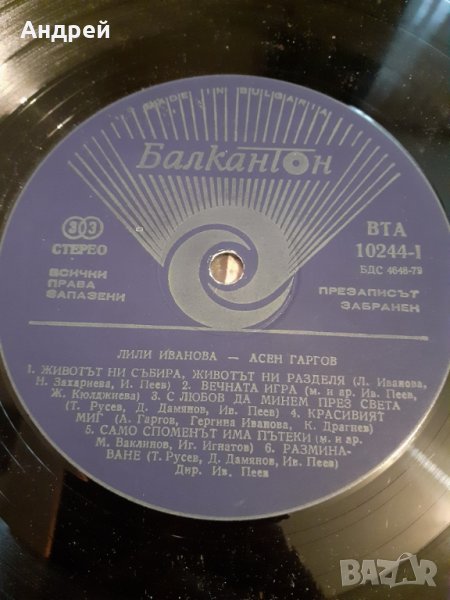 Андрей
MADE IN BULGARIA
Балкантон
33
СТЕРЕО
ВСИЧКИ
ПРАВА
ЗАПАЗЕНИ
ВТА
10244-1
БДС 4648-79
ПРЕЗАПИСЪТ
ЗАБРАНЕН
ЛИЛИ ИВАНОВА — АСЕН ГАРГОВ
1. ЖИВОТЪТ НИ СЪБИРА, ЖИВОТЪТ НИ РАЗДЕЛЯ (Л. Иванова,
Н. Захариева, И. Пеев) 2. ВЕЧНАТА ИГРА (м. и ар. Ив. Пеев,
Ж. Кюлджиева) 3. С ЛЮБОВ ДА МИНЕМ ПРЕЗ СВЕТА
(Т. Русев, Д. Дамянов, Ив. Пеев) 4. КРАСИВИЯТ
МИГ (А. Гаргов, Гергина Иванова, К. Драгнев)
5. САМО СПОМЕНЪТ ИМА ПЪТЕКИ (м. и ар.
М. Ваклинов, Иг. Игнатов) 6. РАЗМИНА-
ВАНЕ (Т. Русев, Д. Дамянов, Ив. Пеев)
Дир. Ив. Пеев
BAZAR